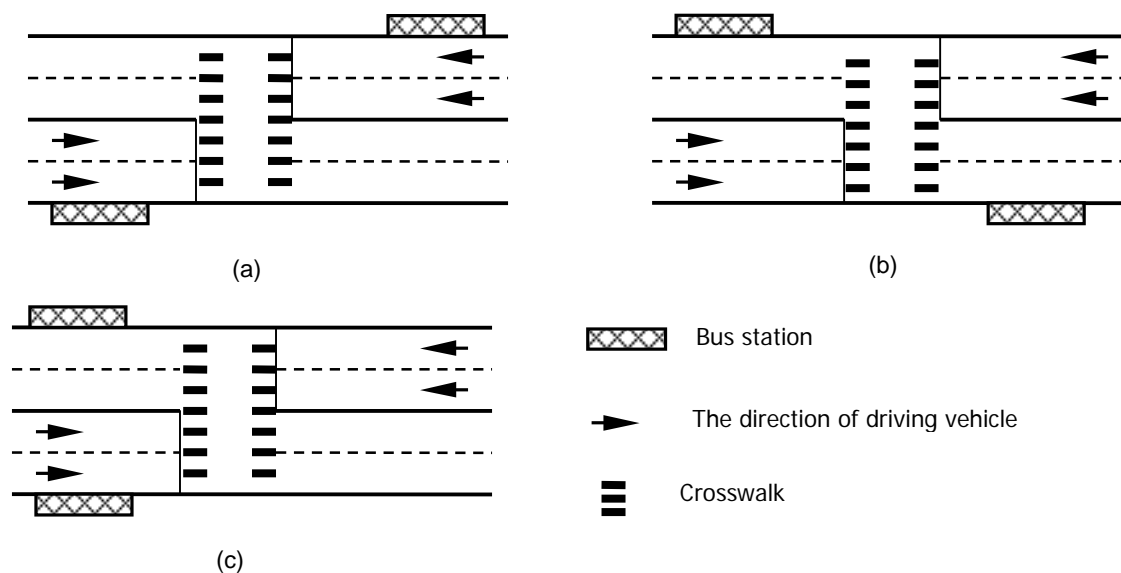 (a)
(b)
Bus station
The direction of driving vehicle
Crosswalk
(c)